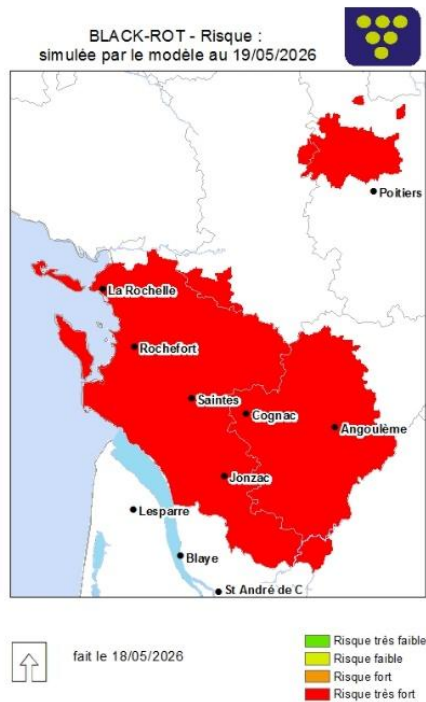 BLACK-ROT - Risque :
simulée par le modèle au 19/05/2026
Poitiers
La Rochelle
Rochefort
Saintes
Cognac
Angoulême
Jonzac
Lesparre
Blaye
St André de C
fait le 18/05/2026
Risque très faible
Risque faible
Risque fort
Risque très fort